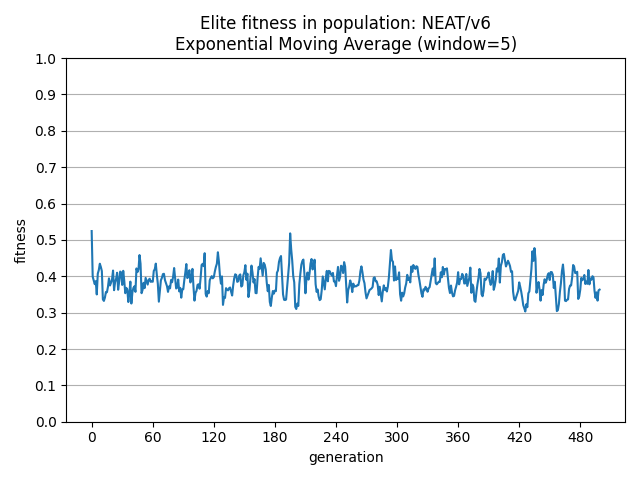 Elite fitness in population: NEAT/v6
Exponential Moving Average (window=5)
1.0
0.9
0.8
0.7
0.6
0.5
0.4
0.3
0.2
0.1
0.0
fitness
0 60 120 180 240 300 360 420 480
generation